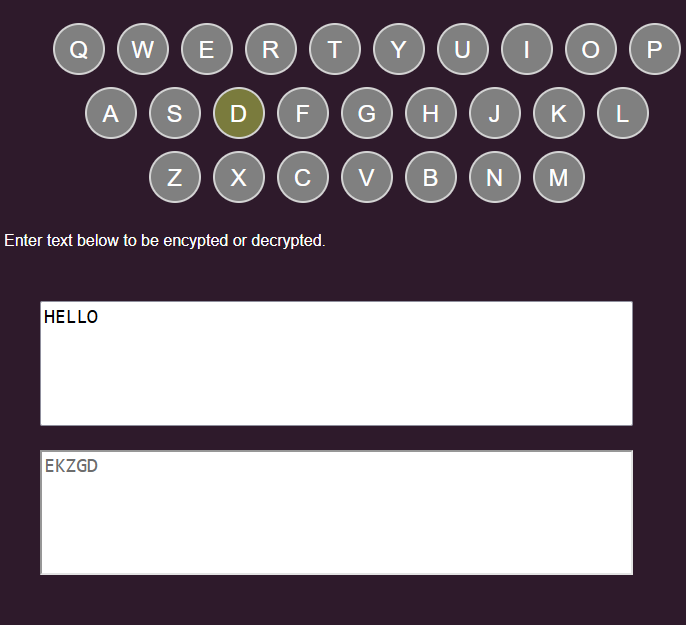 Q W E R T Y U I O P
A S D F G H J K L
Z X C V B N M
Enter text below to be encypted or decrypted.
HELLO
EKZGD